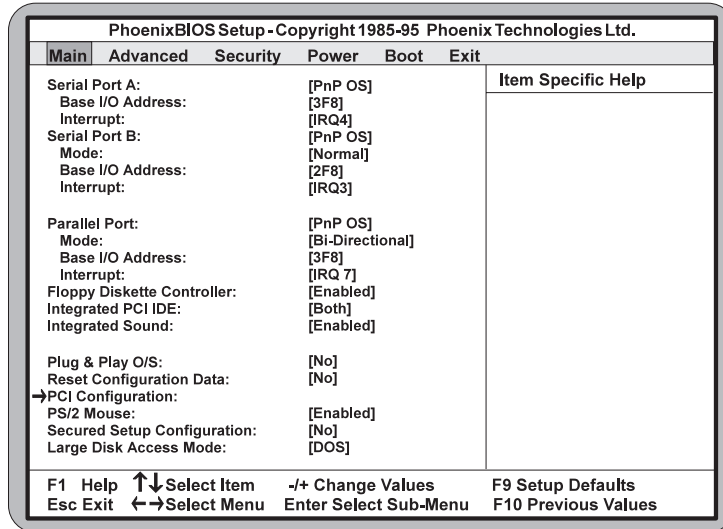 PhoenixBIOS Setup - Copyright 1985-95 Phoenix Technologies Ltd.
Main Advanced Security Power Boot Exit
Item Specific Help
Serial Port A: [PnP OS]
Base I/O Address: [3F8]
Interrupt: [IRQ4]
Serial Port B: [PnP OS]
Mode: [Normal]
Base I/O Address: [2F8]
Interrupt: [IRQ3]
Parallel Port: [PnP OS]
Mode: [Bi-Directional]
Base I/O Address: [3F8]
Interrupt: [IRQ 7]
Floppy Diskette Controller: [Enabled]
Integrated PCI IDE: [Both]
Integrated Sound: [Enabled]
Plug & Play O/S: [No]
Reset Configuration Data: [No]
→PCI Configuration:
PS/2 Mouse: [Enabled]
Secured Setup Configuration: [No]
Large Disk Access Mode: [DOS]
F1 Help ↑↓ Select Item -/+ Change Values F9 Setup Defaults
Esc Exit ←→ Select Menu Enter Select Sub-Menu F10 Previous Values